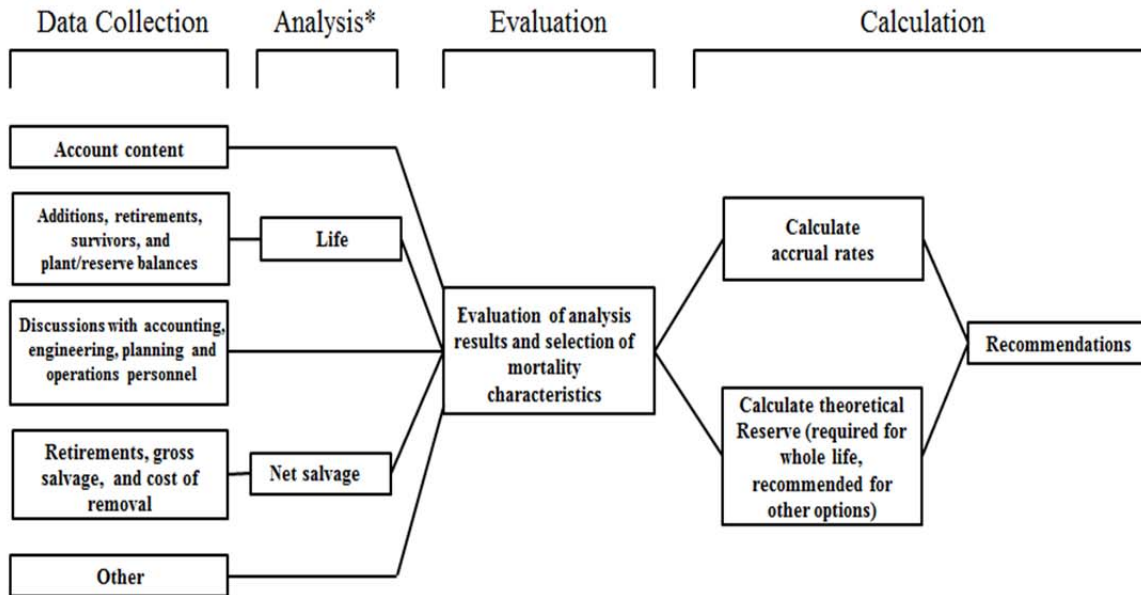 Data Collection
Analysis*
Evaluation
Calculation
Account content
Additions, retirements,
survivors, and
plant/reserve balances
Life
Discussions with accounting,
engineering, planning and
operations personnel
Retirements, gross
salvage, and cost of
removal
Net salvage
Other
Evaluation of analysis
results and selection of
mortality
characteristics
Calculate
accrual rates
Calculate theoretical
Reserve (required for
whole life,
recommended for
other options)
Recommendations